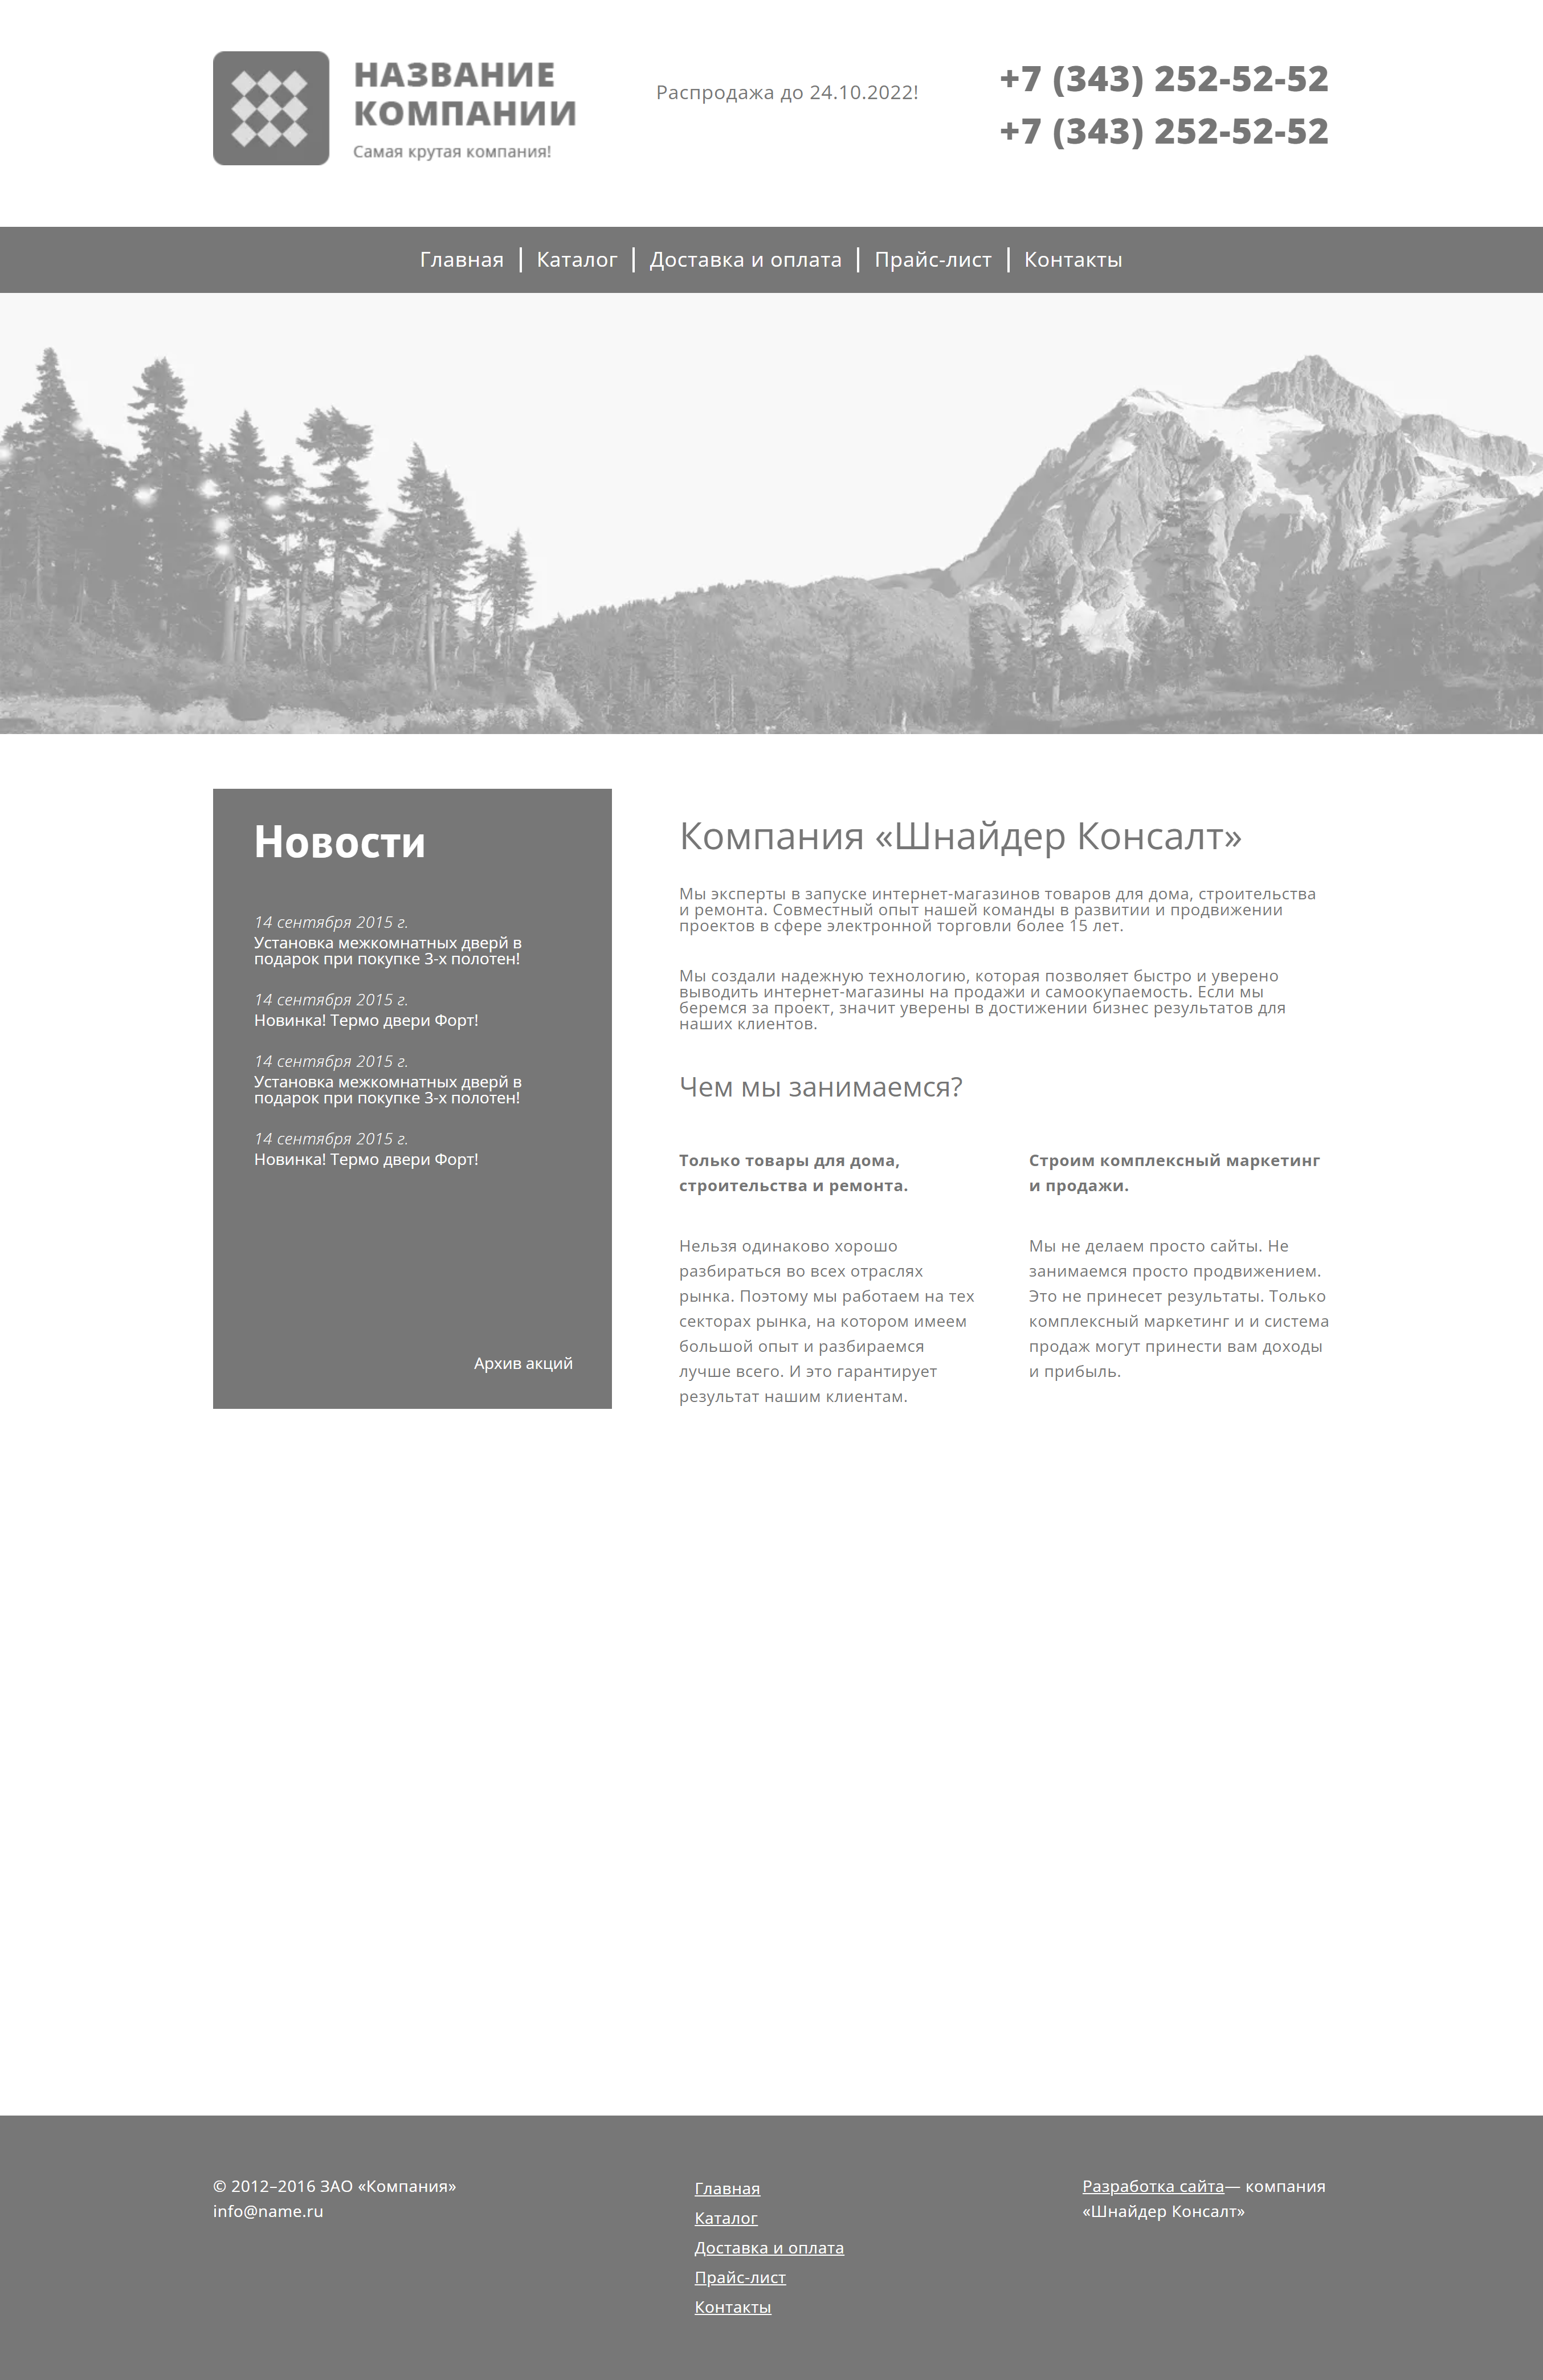 НАЗВАНИЕ
КОМПАНИИ
Самая крутая компания!
Распродажа до 24.10.2022!
+7 (343) 252-52-52
+7 (343) 252-52-52
Главная | Каталог | Доставка и оплата | Прайс-лист | Контакты
Новости
14 сентября 2015 г.
Установка межкомнатных дверй в
подарок при покупке 3-х полотен!
14 сентября 2015 г.
Новинка! Термо двери Форт!
14 сентября 2015 г.
Установка межкомнатных дверй в
подарок при покупке 3-х полотен!
14 сентября 2015 г.
Новинка! Термо двери Форт!
Архив акций
Компания «Шнайдер Консалт»
Мы эксперты в запуске интернет-магазинов товаров для дома, строительства
и ремонта. Совместный опыт нашей команды в развитии и продвижении
проектов в сфере электронной торговли более 15 лет.
Мы создали надежную технологию, которая позволяет быстро и уверено
выводить интернет-магазины на продажи и самоокупаемость. Если мы
беремся за проект, значит уверены в достижении бизнес результатов для
наших клиентов.
Чем мы занимаемся?
Только товары для дома,
строительства и ремонта.
Нельзя одинаково хорошо
разбираться во всех отраслях
рынка. Поэтому мы работаем на тех
секторах рынка, на котором имеем
большой опыт и разбираемся
лучше всего. И это гарантирует
результат нашим клиентам.
Строим комплексный маркетинг
и продажи.
Мы не делаем просто сайты. Не
занимаемся просто продвижением.
Это не принесет результаты. Только
комплексный маркетинг и и система
продаж могут принести вам доходы
и прибыль.
© 2012–2016 ЗАО «Компания»
info@name.ru
Главная
Каталог
Доставка и оплата
Прайс-лист
Контакты
Разработка сайта— компания
«Шнайдер Консалт»